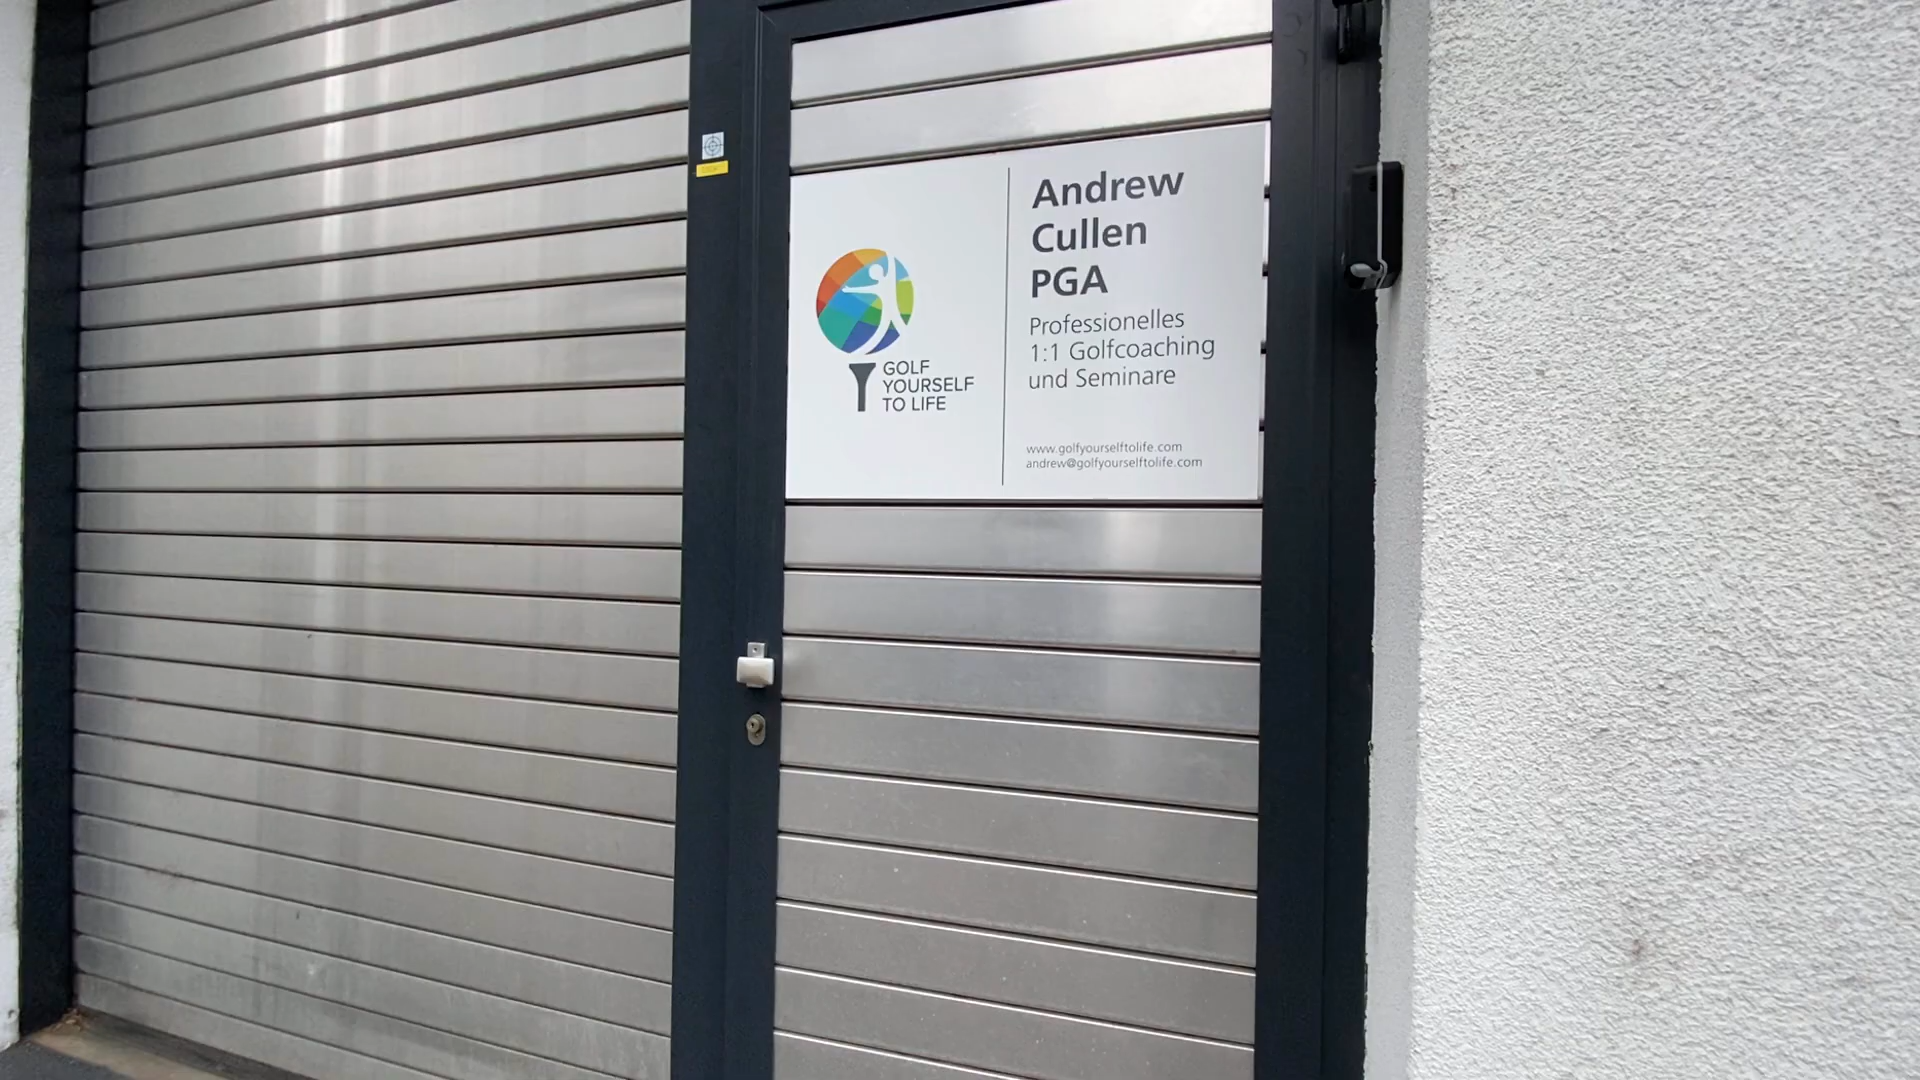 GOLF
YOURSELF
TO LIFE
Andrew
Cullen
PGA
Professionelles
1:1 Golfcoaching
und Seminare
www.golfyourselftolife.com
andrew@golfyourselftolife.com